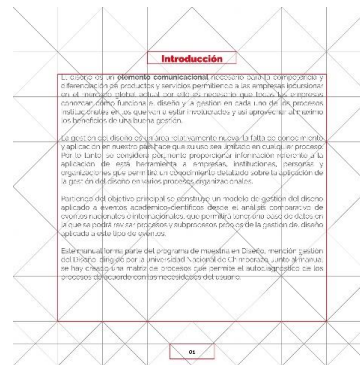 Introducción
El diseño es un elemento comunicacional necesario para la competencia y
diferenciación de productos y servicios permitiendo a las empresas incursionar
en el mercado global actual por ello es necesario que todas las empresas
conozcan cómo funciona el diseño y la gestión en cada uno de los procesos
institucionales en los que van a estar involucrados y así aprovechar al máximo
los beneficios de una buena gestión.
La gestión del diseño es un área relativamente nueva, la falta de conocimiento
y aplicación en nuestro país hace que su uso sea limitado en cualquier proceso.
Por lo tanto, se considera pertinente proporcionar información referente a la
aplicación de esta herramienta a empresas, instituciones, personas y
organizaciones que permitirá un conocimiento detallado sobre la aplicación de
la gestión del diseño en varios procesos organizacionales.
Partiendo del objetivo principal se construye un modelo de gestión del diseño
aplicado a eventos académico-científicos desde el análisis comparativo de
eventos nacionales e internacionales, que permitirá tener una base de datos en
la que se podrá revisar procesos y subprocesos propios de la gestión del diseño
aplicada a este tipo de eventos.
Este manual forma parte del programa de maestría en Diseño, mención gestión
del Diseño dirigido por la universidad Nacional de Chimborazo. Junto al manual
se hay creado una matriz de procesos que permite el autodiagnóstico de los
procesos de acuerdo con las necesidades del usuario.
01